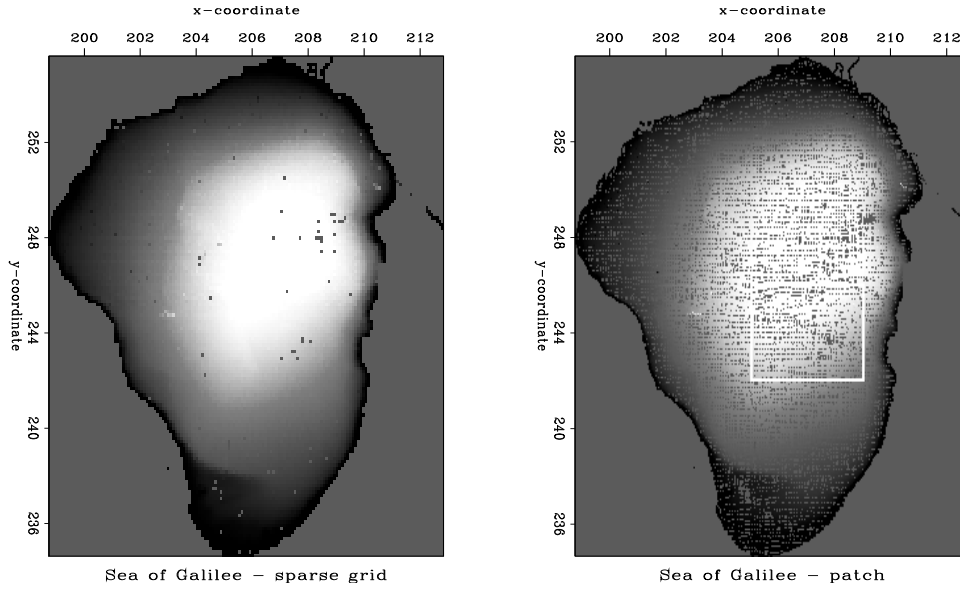 x-coordinate
200 202 204 206 208 210 212
y-coordinate
252
248
244
240
236
Sea of Galilee - sparse grid
x-coordinate
200 202 204 206 208 210 212
y-coordinate
252
248
244
240
236
Sea of Galilee - patch